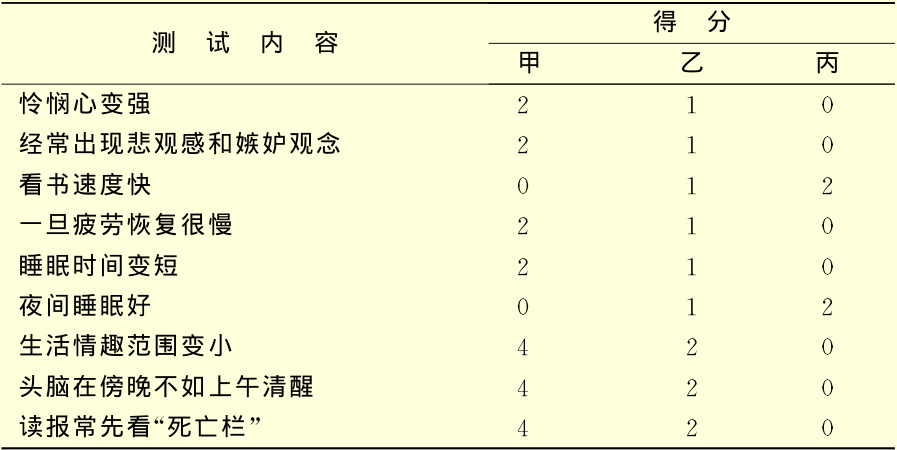 测 试 内 容 得 分
甲 乙 丙
怜悯心变强 2 1 0
经常出现悲观感和嫉妒观念 2 1 0
看书速度快 0 1 2
一旦疲劳恢复很慢 2 1 0
睡眠时间变短 2 1 0
夜间睡眠好 0 1 2
生活情趣范围变小 4 2 0
头脑在傍晚不如上午清醒 4 2 0
读报常先看“死亡栏” 4 2 0